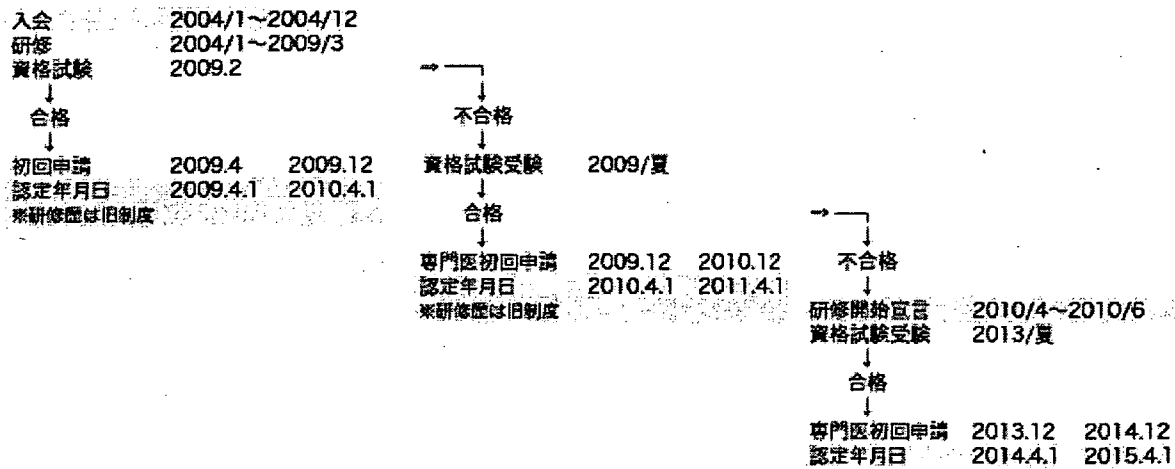 入会 2004/1～2004/12
研修 2004/1～2009/3
資格試験 2009.2
↓
合格
↓
初回申請 2009.4 2009.12
認定年月日 2009.4.1 2010.4.1
※研修歴は旧制度
⇒
↓
不合格
↓
資格試験受験 2009/夏
↓
合格
↓
専門医初回申請 2009.12 2010.12
認定年月日 2010.4.1 2011.4.1
※研修歴は旧制度
⇒
↓
不合格
↓
研修開始宣言 2010/4～2010/6
資格試験受験 2013/夏
↓
合格
↓
専門医初回申請 2013.12 2014.12
認定年月日 2014.4.1 2015.4.1